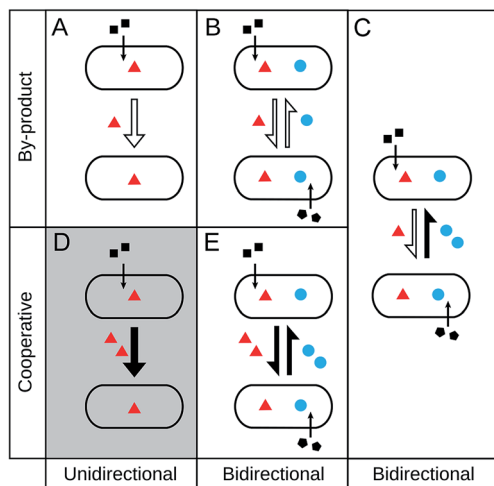 A
B
C
By-product
D
E
Cooperative
Unidirectional
Bidirectional
Bidirectional